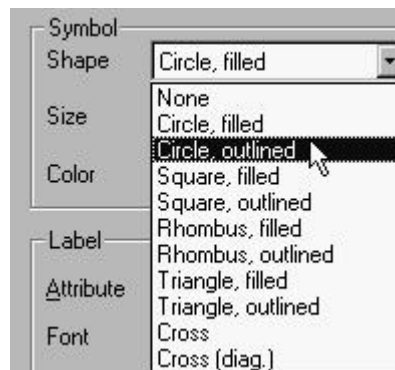 Symbol
Shape Circle, filled
Size
Color
None
Circle, filled
Circle, outlined
Square, filled
Square, outlined
Rhombus, filled
Rhombus, outlined
Triangle, filled
Triangle, outlined
Cross
Cross (diag.)
Label
Attribute
Font